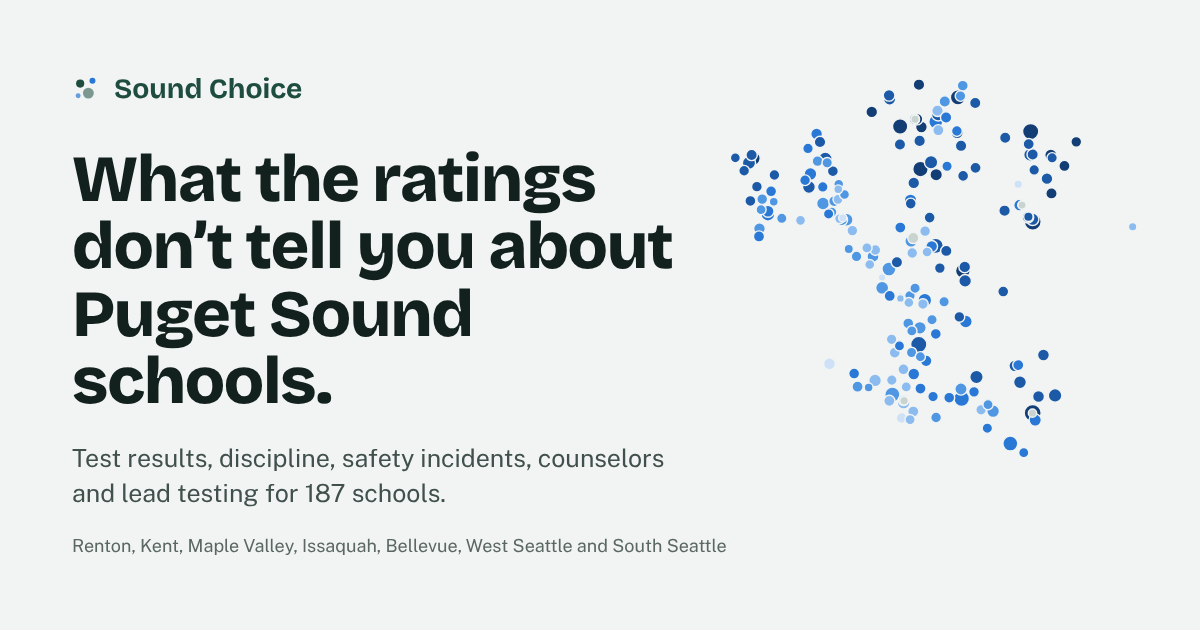 Sound Choice
What the ratings
don’t tell you about
Puget Sound
schools.
Test results, discipline, safety incidents, counselors
and lead testing for 187 schools.
Renton, Kent, Maple Valley, Issaquah, Bellevue, West Seattle and South Seattle